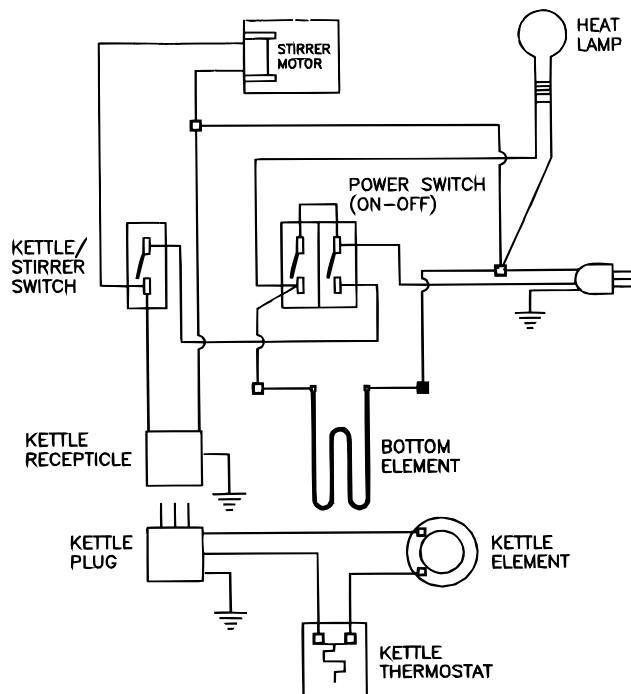 STIRRER
MOTOR
HEAT
LAMP
POWER SWITCH
(ON-OFF)
KETTLE/
STIRRER
SWITCH
KETTLE
RECEPTICLE
BOTTOM
ELEMENT
KETTLE
PLUG
KETTLE
ELEMENT
KETTLE
THERMOSTAT